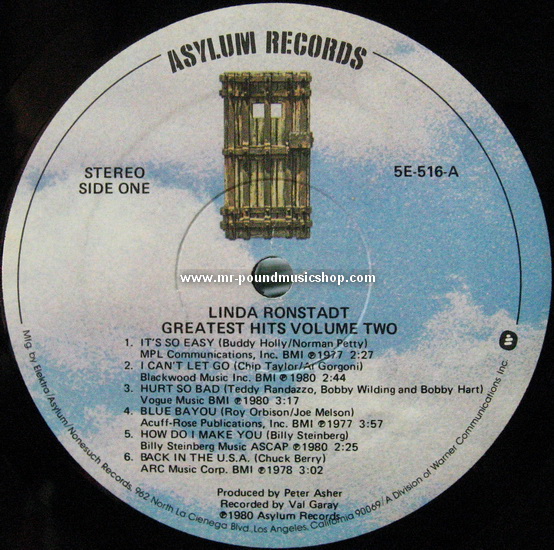 ASYLUM RECORDS
STEREO
SIDE ONE
5E-516-A
www.mr-poundmusicshop.com
LINDA RONSTADT
GREATEST HITS VOLUME TWO
1. IT'S SO EASY (Buddy Holly/Norman Petty)
MPL Communications, Inc. BMI ℗1977 2:27
2. I CAN'T LET GO (Chip Taylor/Al Gorgoni)
Blackwood Music Inc. BMI ℗1980 2:44
3. HURT SO BAD (Teddy Randazzo, Bobby Wilding and Bobby Hart)
Vogue Music BMI ℗1980 3:17
4. BLUE BAYOU (Roy Orbison/Joe Melson)
Acuff-Rose Publications, Inc. BMI ℗1977 3:57
5. HOW DO I MAKE YOU (Billy Steinberg)
Billy Steinberg Music ASCAP ℗1980 2:25
6. BACK IN THE U.S.A. (Chuck Berry)
ARC Music Corp. BMI ℗1978 3:02
Produced by Peter Asher
Recorded by Val Garay
℗1980 Asylum Records
Mfg. by Elektra/Asylum/Nonesuch Records, 962 North La Cienega Blvd., Los Angeles, California 90069/A Division of Warner Communications Inc.